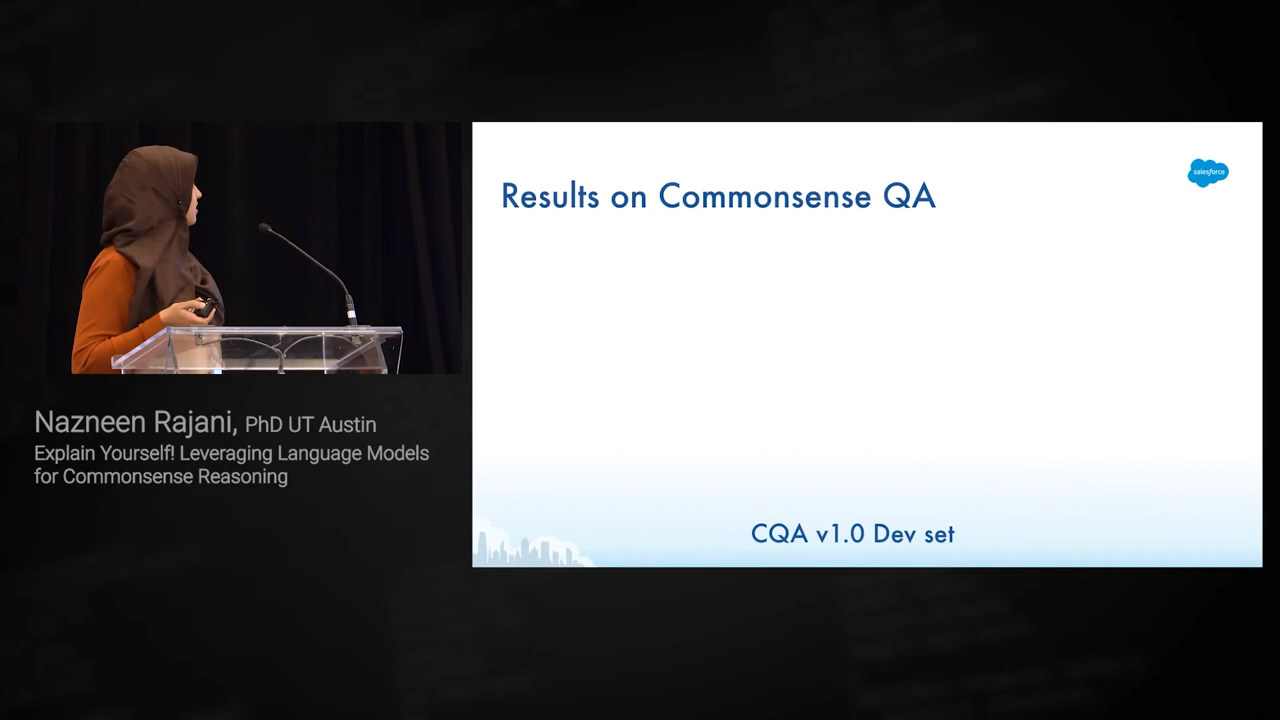 Results on Commonsense QA
salesforce
CQA v1.0 Dev set
Nazneen Rajani, PhD UT Austin
Explain Yourself! Leveraging Language Models
for Commonsense Reasoning